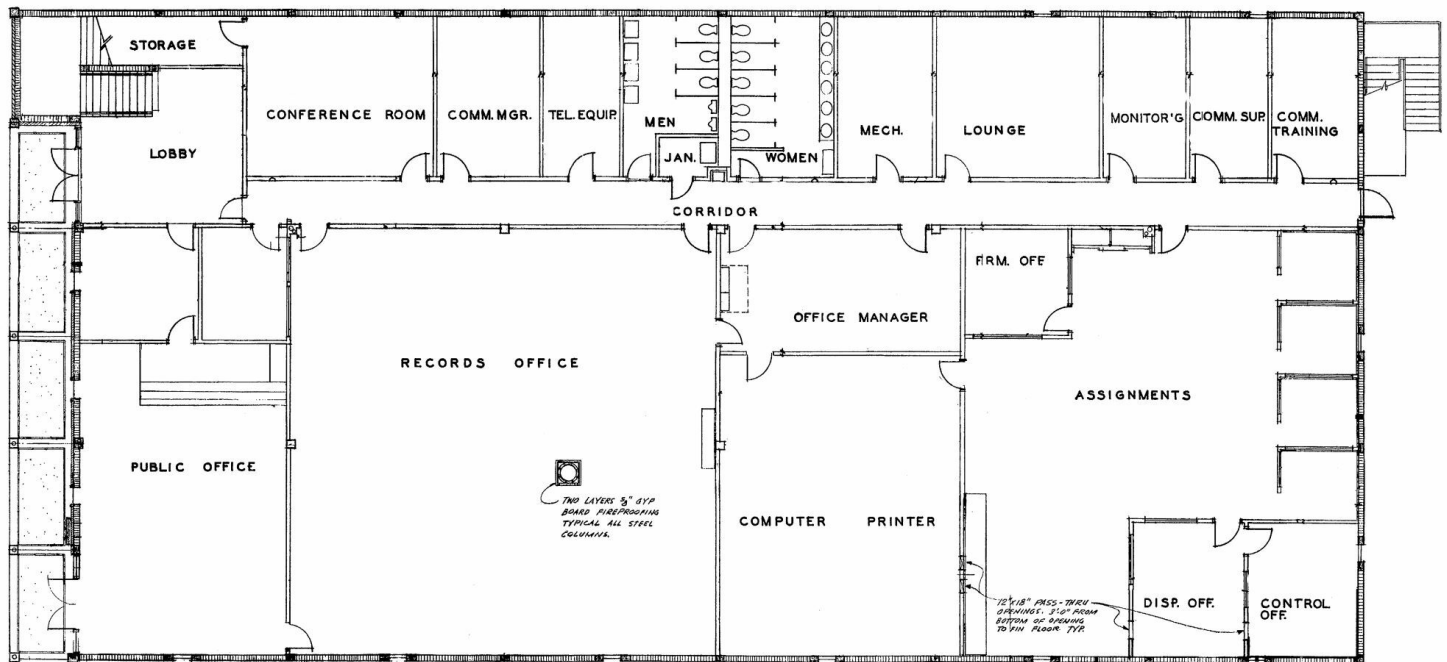 STORAGE
LOBBY
CONFERENCE ROOM
COMM. MGR.
TEL. EQUIP.
MEN
JAN.
WOMEN
MECH.
LOUNGE
MONITOR'G
COMM. SUP.
COMM.
TRAINING
CORRIDOR
FRM. OFF
OFFICE MANAGER
RECORDS OFFICE
ASSIGNMENTS
PUBLIC OFFICE
TWO LAYERS 5/8" GYP
BOARD FIREPROOFING
TYPICAL ALL STEEL
COLUMNS.
COMPUTER PRINTER
12"x18" PASS-THRU
OPENINGS. 3'-0" FROM
BOTTOM OF OPENING
TO FIN FLOOR TYP.
DISP. OFF.
CONTROL
OFF.